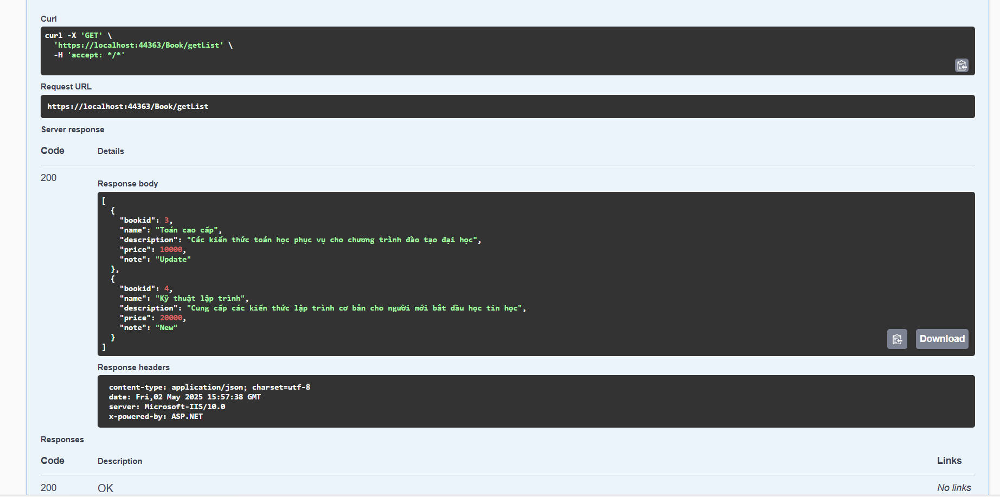 Curl
curl -X 'GET' \
  'https://localhost:44363/Book/getList' \
  -H 'accept: */*'
Request URL
https://localhost:44363/Book/getList
Server response
Code Details
200
Response body
[
  {
    "bookid": 3,
    "name": "Toán cao cấp",
    "description": "Các kiến thức toán học phục vụ cho chương trình đào tạo đại học",
    "price": 10000,
    "note": "Update"
  },
  {
    "bookid": 4,
    "name": "Kỹ thuật lập trình",
    "description": "Cung cấp các kiến thức lập trình cơ bản cho người mới bắt đầu học tin học",
    "price": 20000,
    "note": "New"
  }
]
Download
Response headers
content-type: application/json; charset=utf-8
date: Fri,02 May 2025 15:57:38 GMT
server: Microsoft-IIS/10.0
x-powered-by: ASP.NET
Responses
Code Description Links
200 OK No links